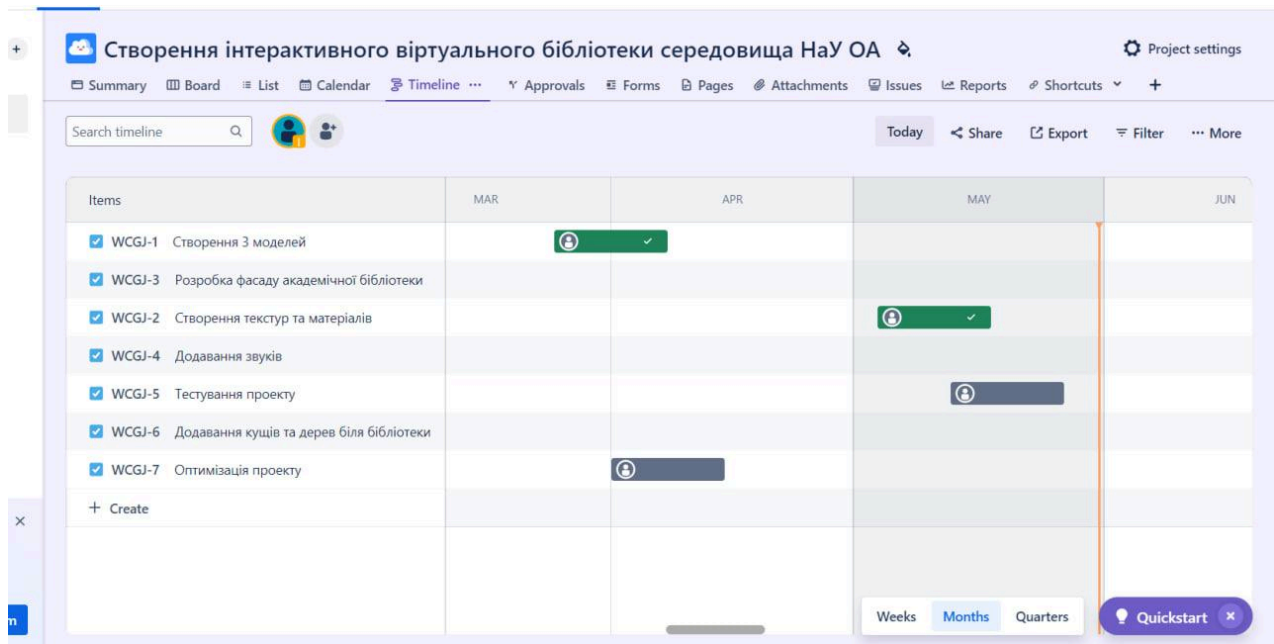 Створення інтерактивного віртуального бібліотеки середовища НаУ ОА
Project settings
Summary Board List Calendar Timeline Approvals Forms Pages Attachments Issues Reports Shortcuts
Search timeline Today Share Export Filter More
Items MAR APR MAY JUN
WCGJ-1 Створення 3 моделей
WCGJ-3 Розробка фасаду академічної бібліотеки
WCGJ-2 Створення текстур та матеріалів
WCGJ-4 Додавання звуків
WCGJ-5 Тестування проекту
WCGJ-6 Додавання кущів та дерев біля бібліотеки
WCGJ-7 Оптимізація проекту
+ Create
Weeks Months Quarters Quickstart